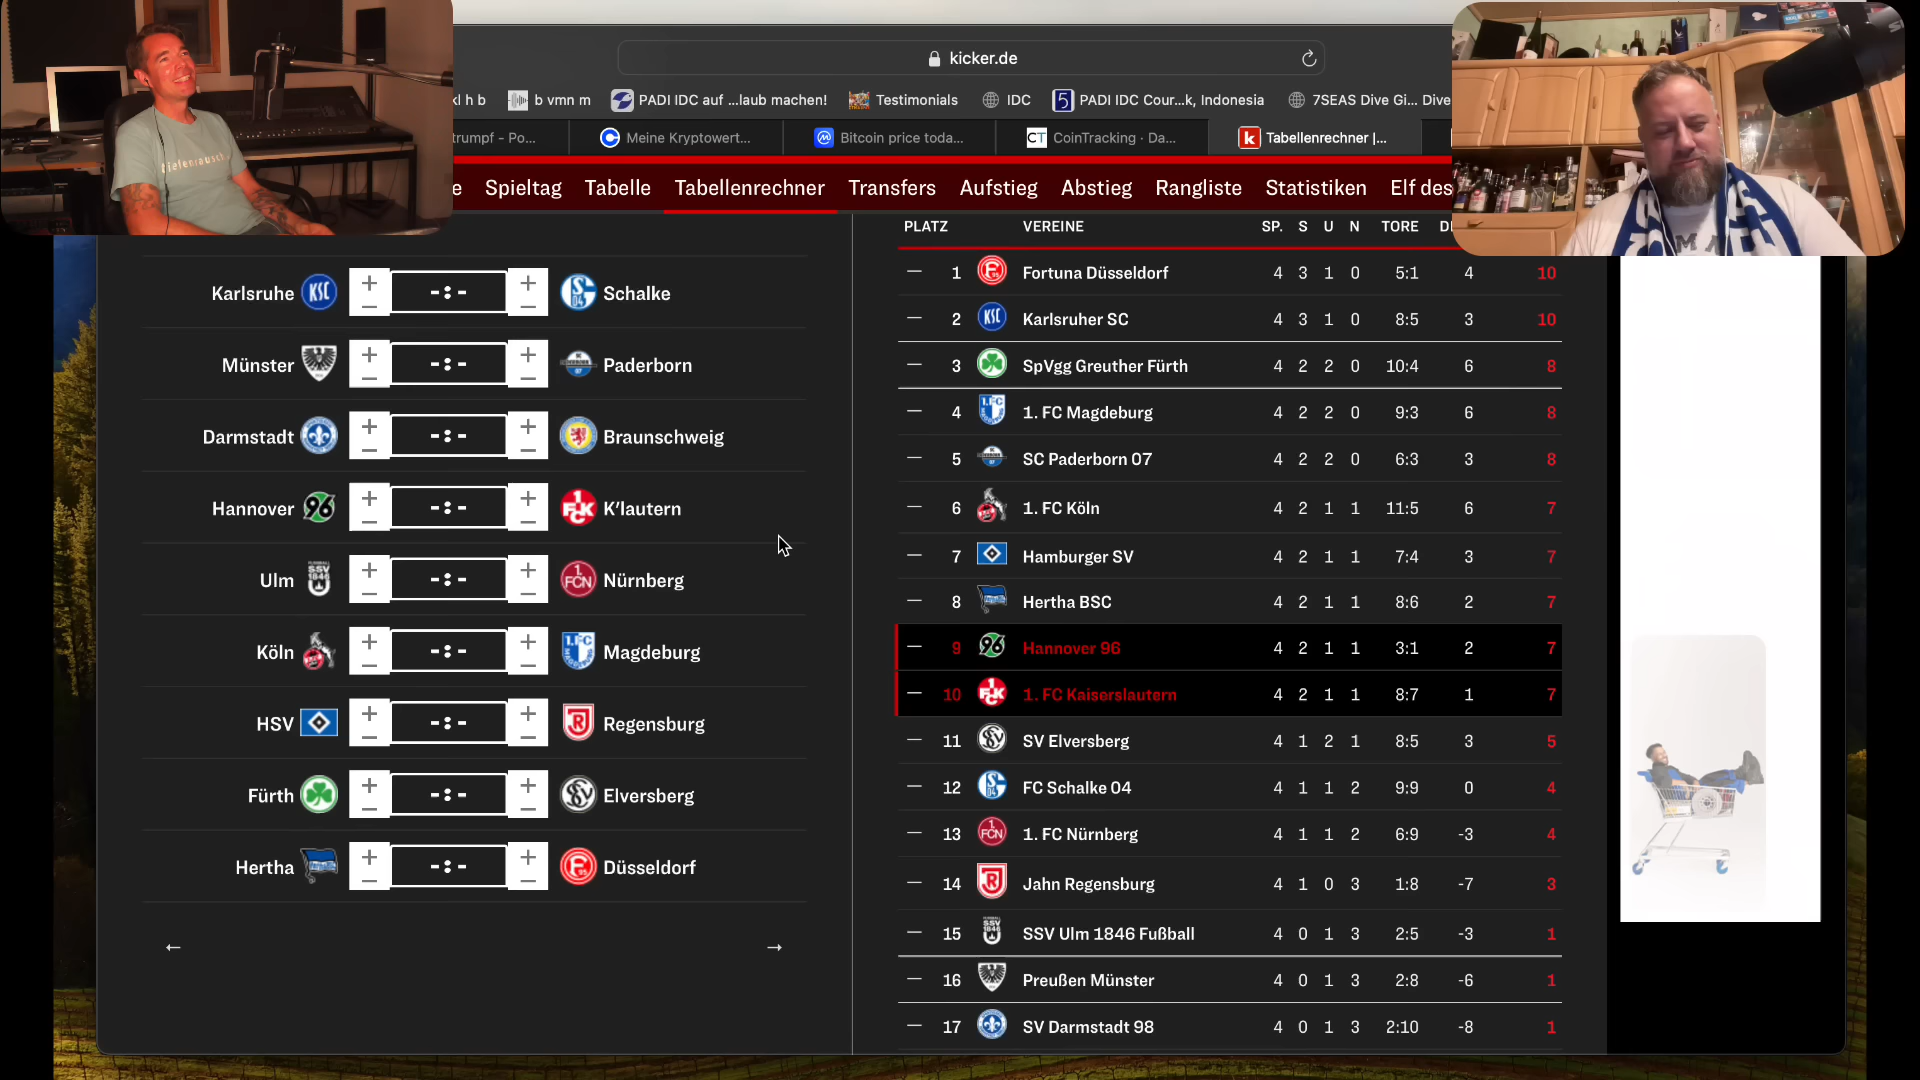 kicker.de
kl h b b vmn m PADI IDC auf ...laub machen! Testimonials IDC PADI IDC Cour...k, Indonesia 7SEAS Dive Gi... Dive
trumpf - Po... Meine Kryptowert... Bitcoin price toda... CoinTracking · Da... Tabellenrechner |...
e Spieltag Tabelle Tabellenrechner Transfers Aufstieg Abstieg Rangliste Statistiken Elf des
tiefenrausch
PLATZ VEREINE SP. S U N TORE DI
Karlsruhe KSC + - -:- + - Schalke
Münster + - -:- + - Paderborn
Darmstadt + - -:- + - Braunschweig
Hannover 96 + - -:- + - K'lautern
Ulm SSV 1846 + - -:- + - Nürnberg
Köln + - -:- + - Magdeburg
HSV + - -:- + - Regensburg
Fürth + - -:- + - Elversberg
Hertha + - -:- + - Düsseldorf
← →
— 1 Fortuna Düsseldorf 4 3 1 0 5:1 4 10
— 2 Karlsruher SC 4 3 1 0 8:5 3 10
— 3 SpVgg Greuther Fürth 4 2 2 0 10:4 6 8
— 4 1. FC Magdeburg 4 2 2 0 9:3 6 8
— 5 SC Paderborn 07 4 2 2 0 6:3 3 8
— 6 1. FC Köln 4 2 1 1 11:5 6 7
— 7 Hamburger SV 4 2 1 1 7:4 3 7
— 8 Hertha BSC 4 2 1 1 8:6 2 7
— 9 Hannover 96 4 2 1 1 3:1 2 7
— 10 1. FC Kaiserslautern 4 2 1 1 8:7 1 7
— 11 SV Elversberg 4 1 2 1 8:5 3 5
— 12 FC Schalke 04 4 1 1 2 9:9 0 4
— 13 1. FC Nürnberg 4 1 1 2 6:9 -3 4
— 14 Jahn Regensburg 4 1 0 3 1:8 -7 3
— 15 SSV Ulm 1846 Fußball 4 0 1 3 2:5 -3 1
— 16 Preußen Münster 4 0 1 3 2:8 -6 1
— 17 SV Darmstadt 98 4 0 1 3 2:10 -8 1